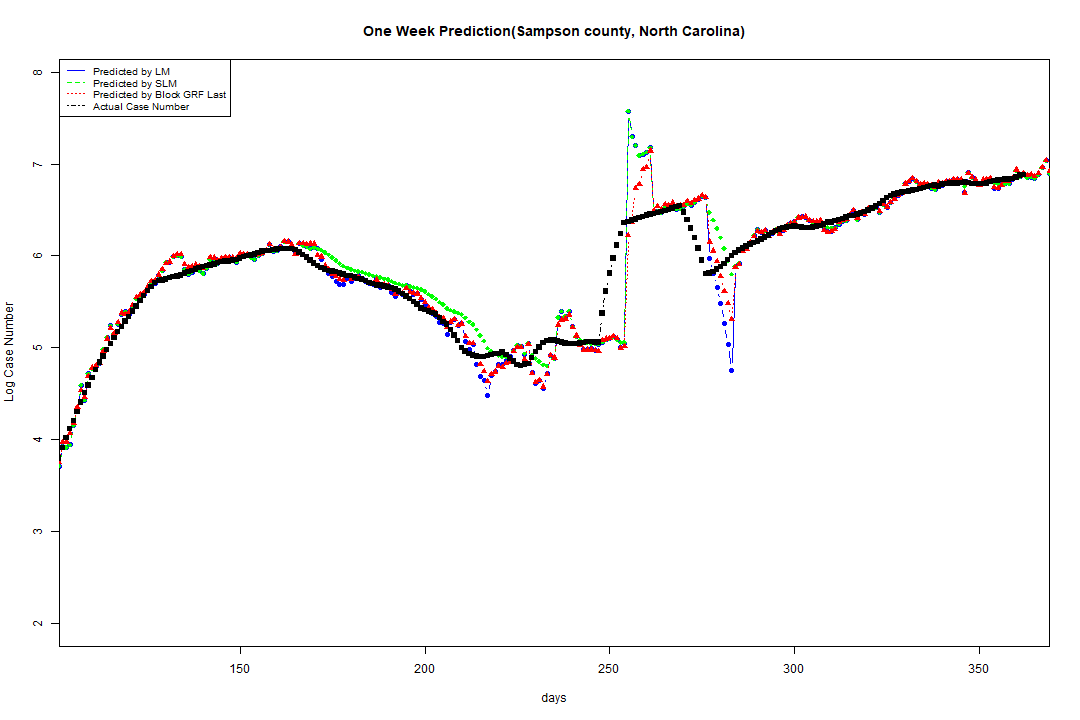 One Week Prediction(Sampson county, North Carolina)
Predicted by LM
Predicted by SLM
Predicted by Block GRF Last
Actual Case Number
Log Case Number
8
7
6
5
4
3
2
150 200 250 300 350
days